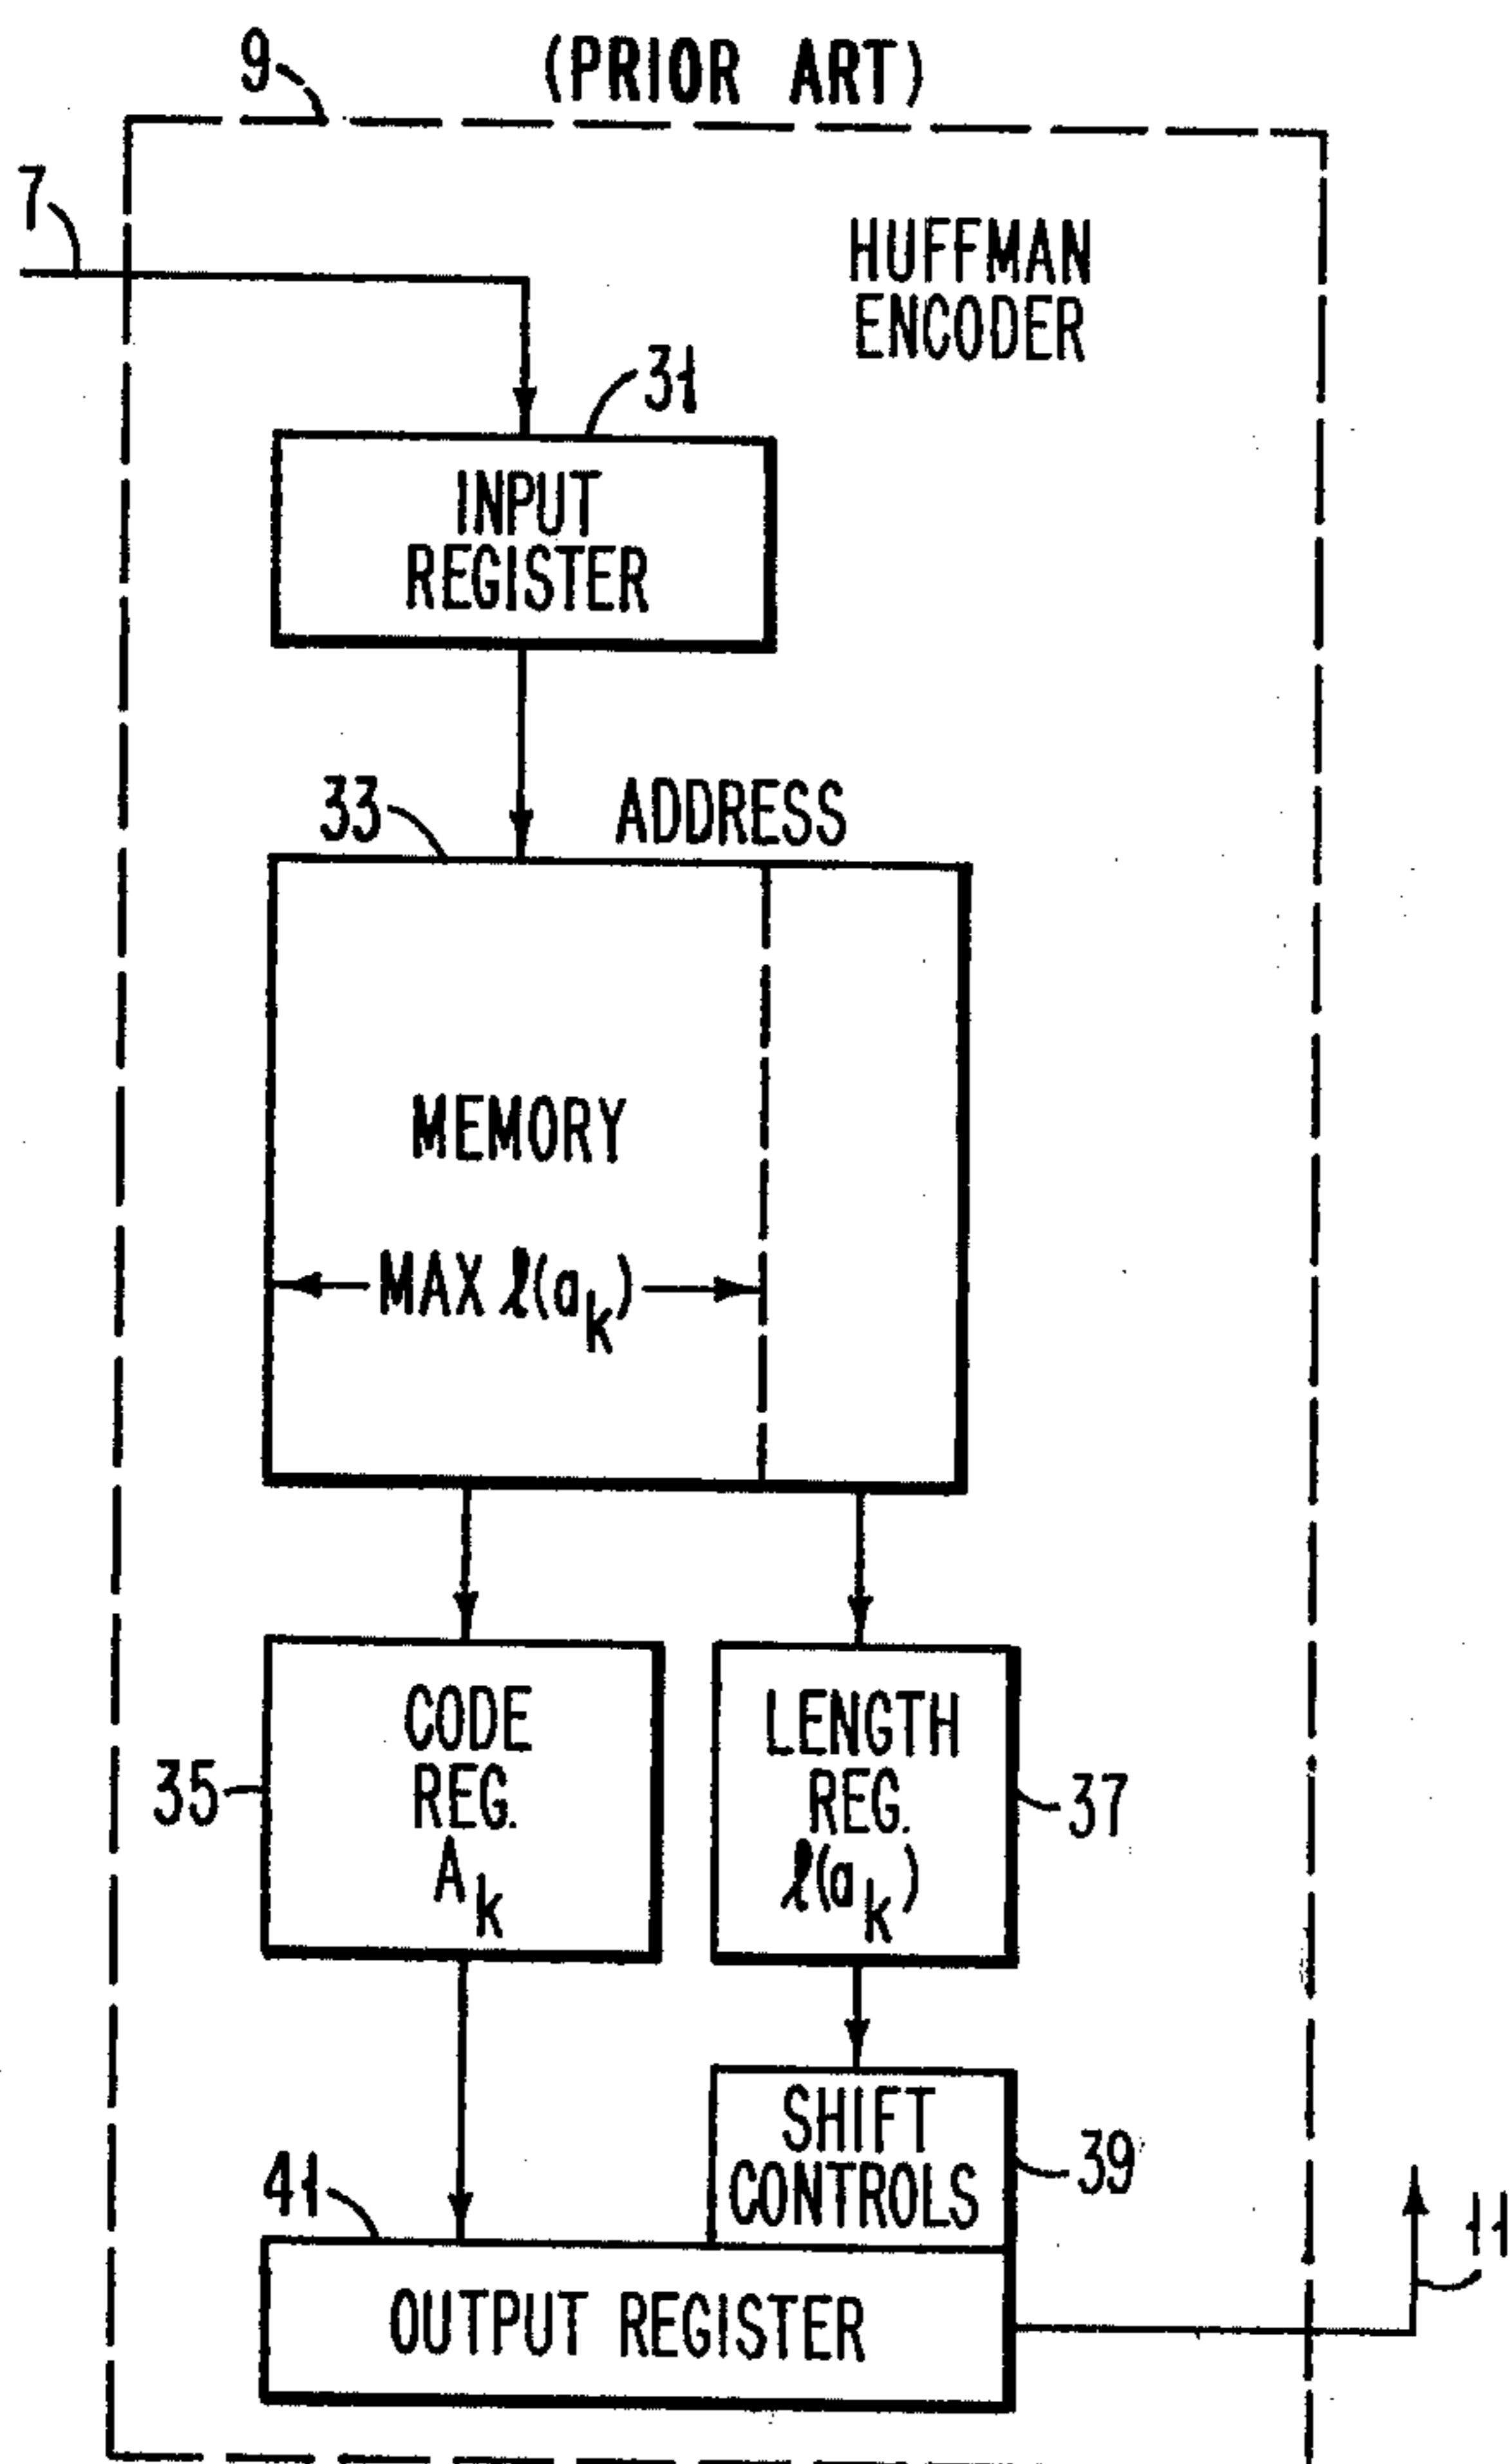 9
(PRIOR ART)
7
HUFFMAN
ENCODER
31
INPUT
REGISTER
33
ADDRESS
MEMORY
MAX ℓ(aₖ)
CODE
REG.
Aₖ
35
LENGTH
REG.
ℓ(aₖ)
37
SHIFT
CONTROLS
39
41
OUTPUT REGISTER
11